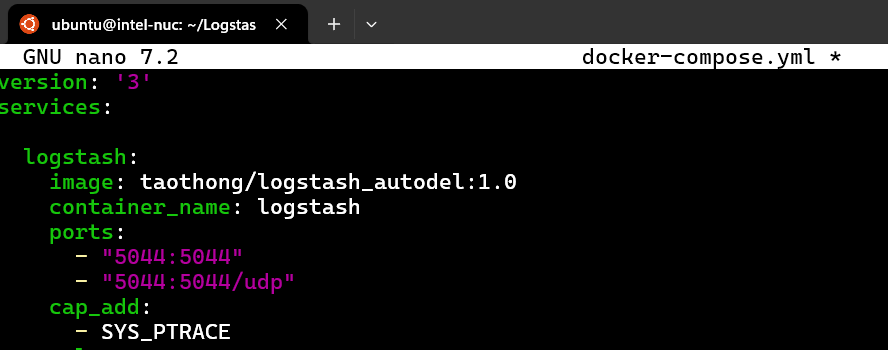 ubuntu@intel-nuc: ~/Logstas
GNU nano 7.2 docker-compose.yml *
version: '3'
services:
logstash:
image: taothong/logstash_autodel:1.0
container_name: logstash
ports:
- "5044:5044"
- "5044:5044/udp"
cap_add:
- SYS_PTRACE